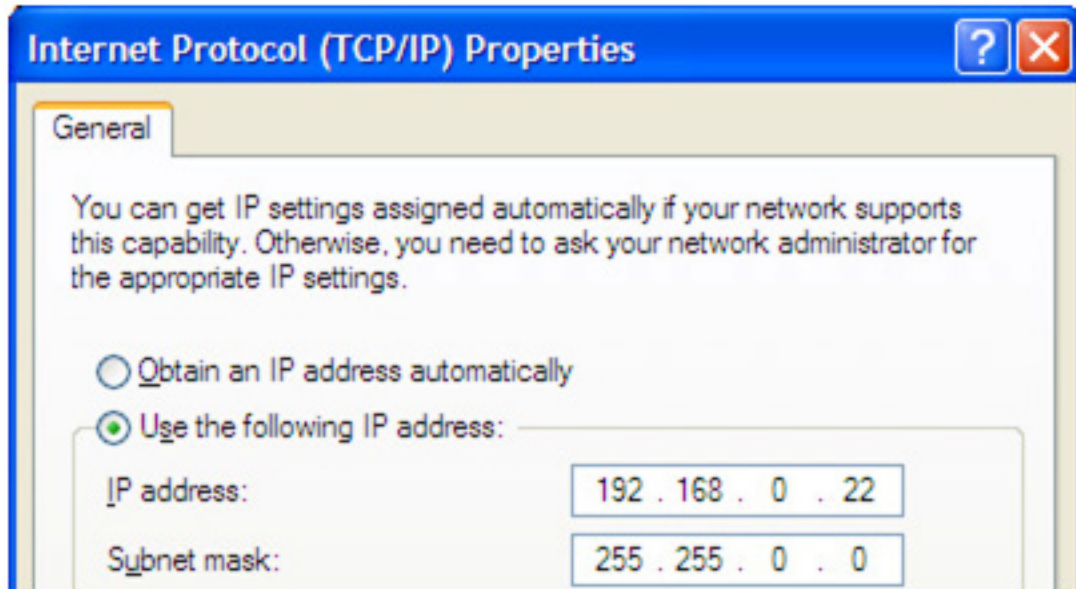 Internet Protocol (TCP/IP) Properties
General
You can get IP settings assigned automatically if your network supports
this capability. Otherwise, you need to ask your network administrator for
the appropriate IP settings.
Obtain an IP address automatically
Use the following IP address:
IP address: 192 . 168 . 0 . 22
Subnet mask: 255 . 255 . 0 . 0